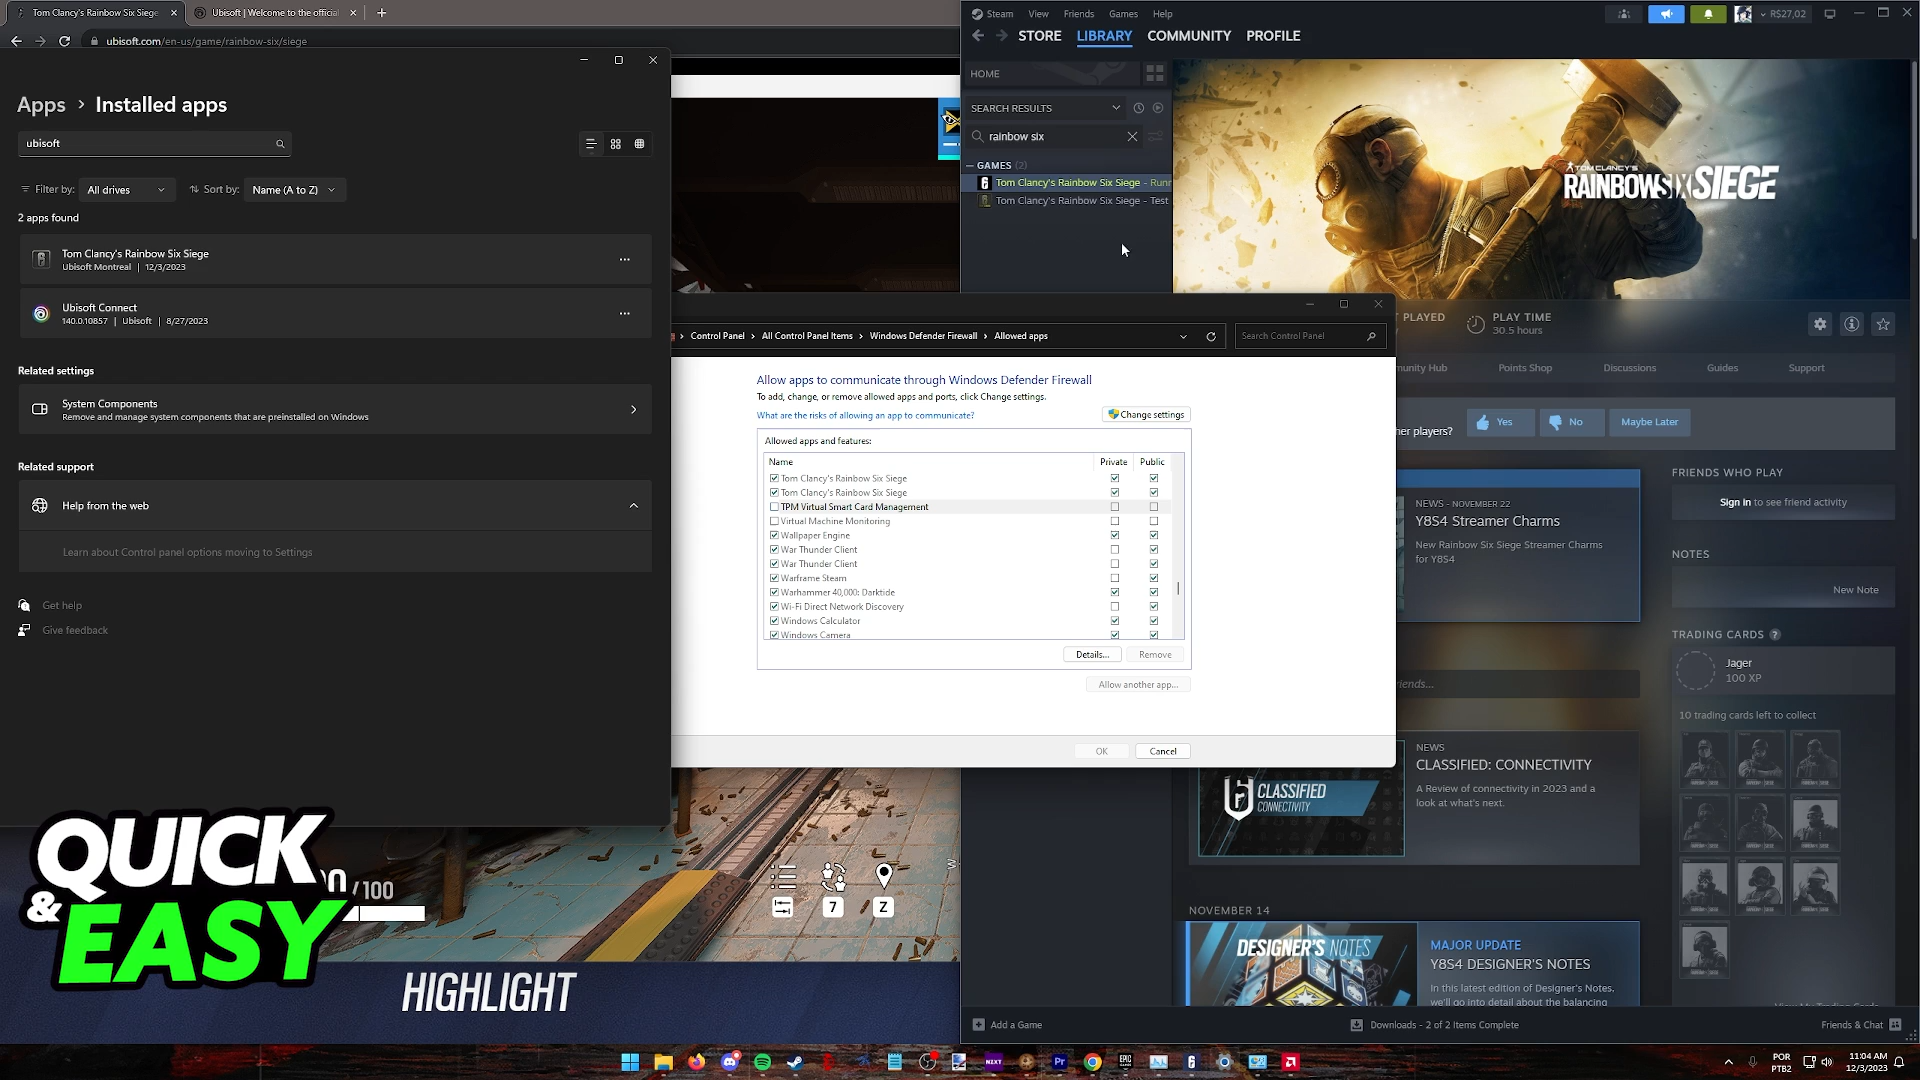 Tom Clancy's Rainbow Six Siege
Ubisoft | Welcome to the official
ubisoft.com/en-us/game/rainbow-six/siege
Apps > Installed apps
ubisoft
Filter by: All drives
Sort by: Name (A to Z)
2 apps found
Tom Clancy's Rainbow Six Siege
Ubisoft Montreal | 12/3/2023
Ubisoft Connect
140.0.10857 | Ubisoft | 8/27/2023
Related settings
System Components
Remove and manage system components that are preinstalled on Windows
Related support
Help from the web
Learn about Control panel options moving to Settings
Get help
Give feedback
QUICK
& EASY
/100
7
Z
W
HIGHLIGHT
Control Panel > All Control Panel Items > Windows Defender Firewall > Allowed apps
Search Control Panel
Allow apps to communicate through Windows Defender Firewall
To add, change, or remove allowed apps and ports, click Change settings.
What are the risks of allowing an app to communicate?
Change settings
Allowed apps and features:
Name Private Public
Tom Clancy's Rainbow Six Siege
Tom Clancy's Rainbow Six Siege
TPM Virtual Smart Card Management
Virtual Machine Monitoring
Wallpaper Engine
War Thunder Client
War Thunder Client
Warframe Steam
Warhammer 40,000: Darktide
Wi-Fi Direct Network Discovery
Windows Calculator
Windows Camera
Details... Remove
Allow another app...
OK Cancel
Steam View Friends Games Help
R$27,02
STORE LIBRARY COMMUNITY PROFILE
HOME
SEARCH RESULTS
rainbow six
GAMES (2)
Tom Clancy's Rainbow Six Siege - Runn
Tom Clancy's Rainbow Six Siege - Test
TOM CLANCY'S
RAINBOWSIX SIEGE
PLAYED
PLAY TIME
30.5 hours
munity Hub Points Shop Discussions Guides Support
her players?
Yes No Maybe Later
NEWS - NOVEMBER 22
Y8S4 Streamer Charms
New Rainbow Six Siege Streamer Charms
for Y8S4
FRIENDS WHO PLAY
Sign in to see friend activity
NOTES
New Note
TRADING CARDS ?
Jager
100 XP
10 trading cards left to collect
iends...
NEWS
CLASSIFIED: CONNECTIVITY
A Review of connectivity in 2023 and a
look at what's next.
CLASSIFIED
CONNECTIVITY
NOVEMBER 14
DESIGNER'S NOTES
MAJOR UPDATE
Y8S4 DESIGNER'S NOTES
In this latest edition of Designer's Notes,
we'll go into detail about the balancing
Add a Game
Downloads - 2 of 2 Items Complete
Friends & Chat
NZXT
Pr
EPIC
POR
PTB2
11:04 AM
12/3/2023